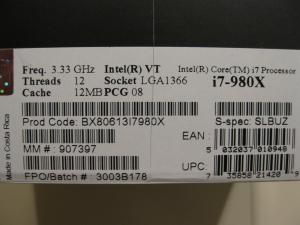 Freq. 3.33 GHz Intel(R) VT Intel(R) Core(TM) i7 Processor
Threads 12 Socket LGA1366 i7-980X
Cache 12MB PCG 08
Prod Code: BX80613I7980X S-spec: SLBUZ
EAN:
5 032037 010948
MM #: 907397
UPC:
7 35858 21420 9
FPO/Batch #: 3003B178
Made in Costa Rica